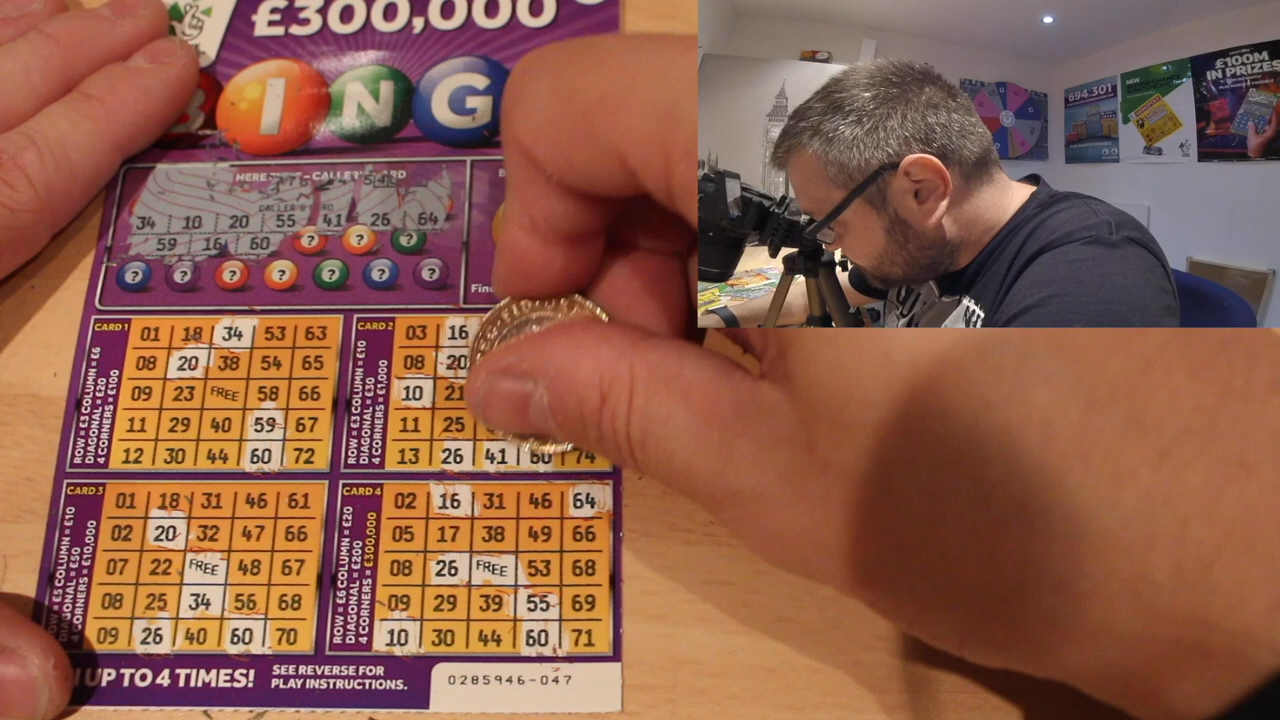 £300,000
ING
CALLER'S CARD
34 10 20 55 41 26 64
59 16 60 ? ? ?
? ? ? ? ? ? ?
CARD 1
ROW = £3 COLUMN = £6
DIAGONAL = £20
4 CORNERS = £100
01 18 34 53 63
08 20 38 54 65
09 23 FREE 58 66
11 29 40 59 67
12 30 44 60 72
CARD 2
ROW = £3 COLUMN = £10
DIAGONAL = £30
4 CORNERS = £1,000
03 16
08 20
10 21
11 25
13 26 41 60 74
CARD 3
ROW = £5 COLUMN = £10
DIAGONAL = £50
4 CORNERS = £10,000
01 18 31 46 61
02 20 32 47 66
07 22 FREE 48 67
08 25 34 56 68
09 26 40 60 70
CARD 4
ROW = £6 COLUMN = £20
DIAGONAL = £200
4 CORNERS = £300,000
02 16 31 46 64
05 17 38 49 66
08 26 FREE 53 68
09 29 39 55 69
10 30 44 60 71
UP TO 4 TIMES!
SEE REVERSE FOR
PLAY INSTRUCTIONS.
0285946-047
694,301
NEW
MONOPOLY
£100M
IN PRIZES